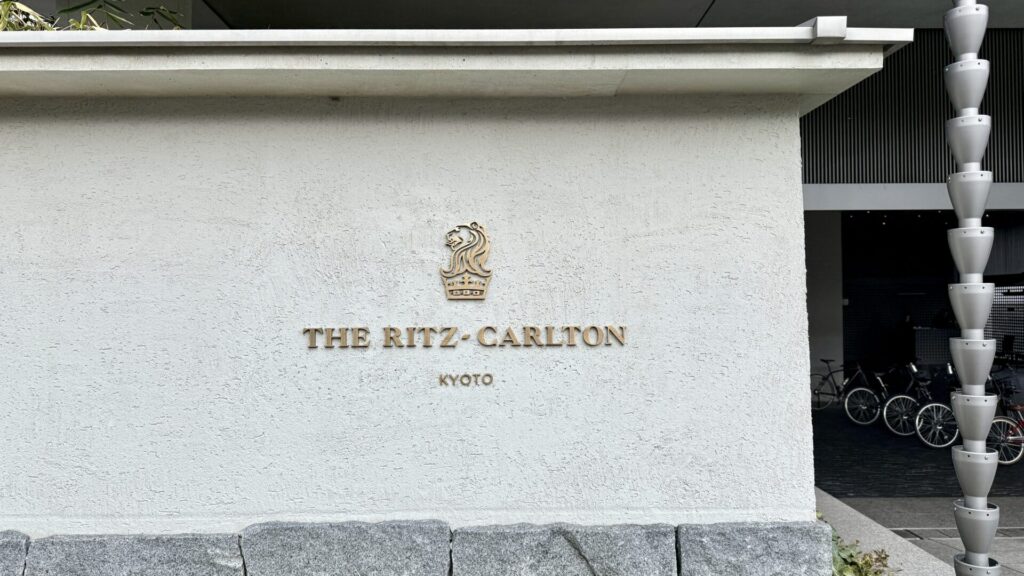 THE RITZ-CARLTON
KYOTO